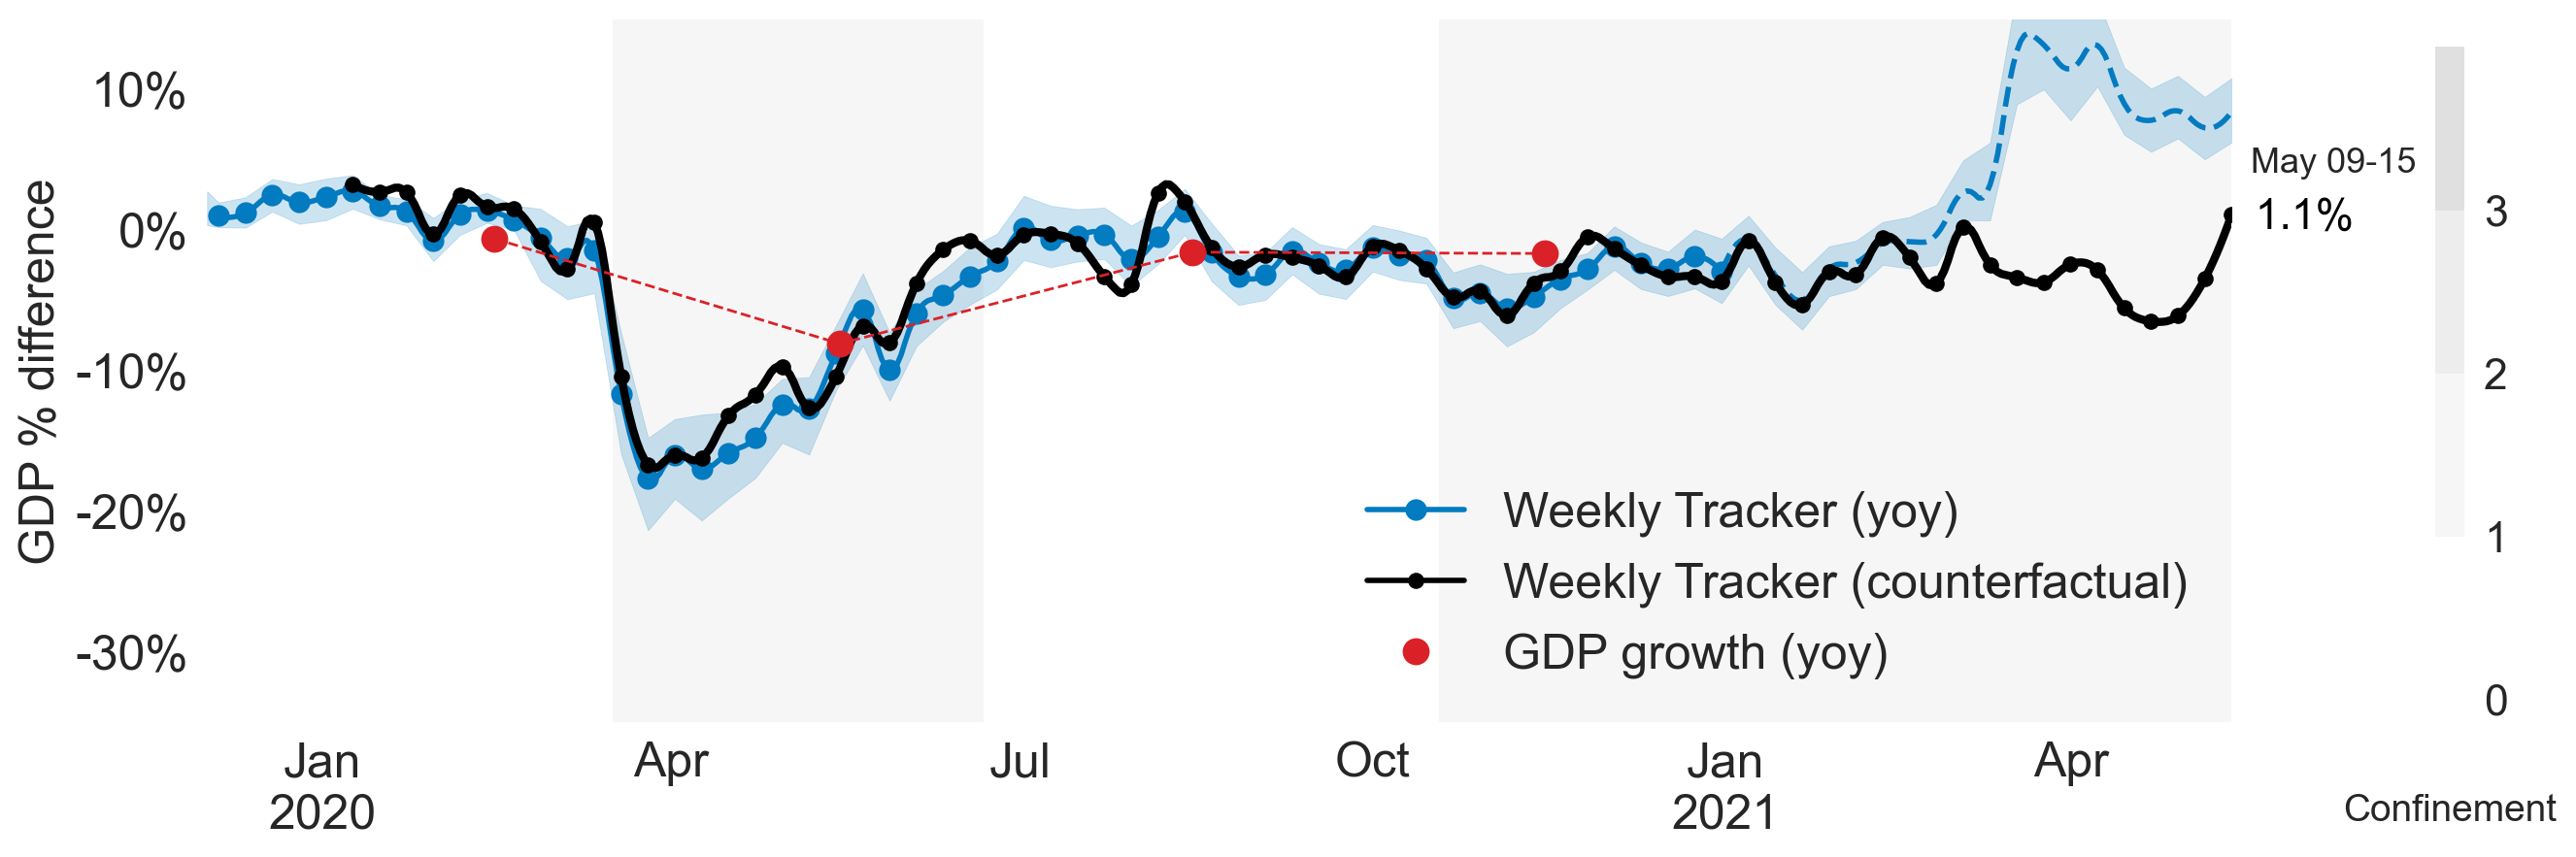 GDP % difference
10%
0%
-10%
-20%
-30%
Jan
2020
Apr
Jul
Oct
Jan
2021
Apr
Weekly Tracker (yoy)
Weekly Tracker (counterfactual)
GDP growth (yoy)
May 09-15
1.1%
3
2
1
0
Confinement